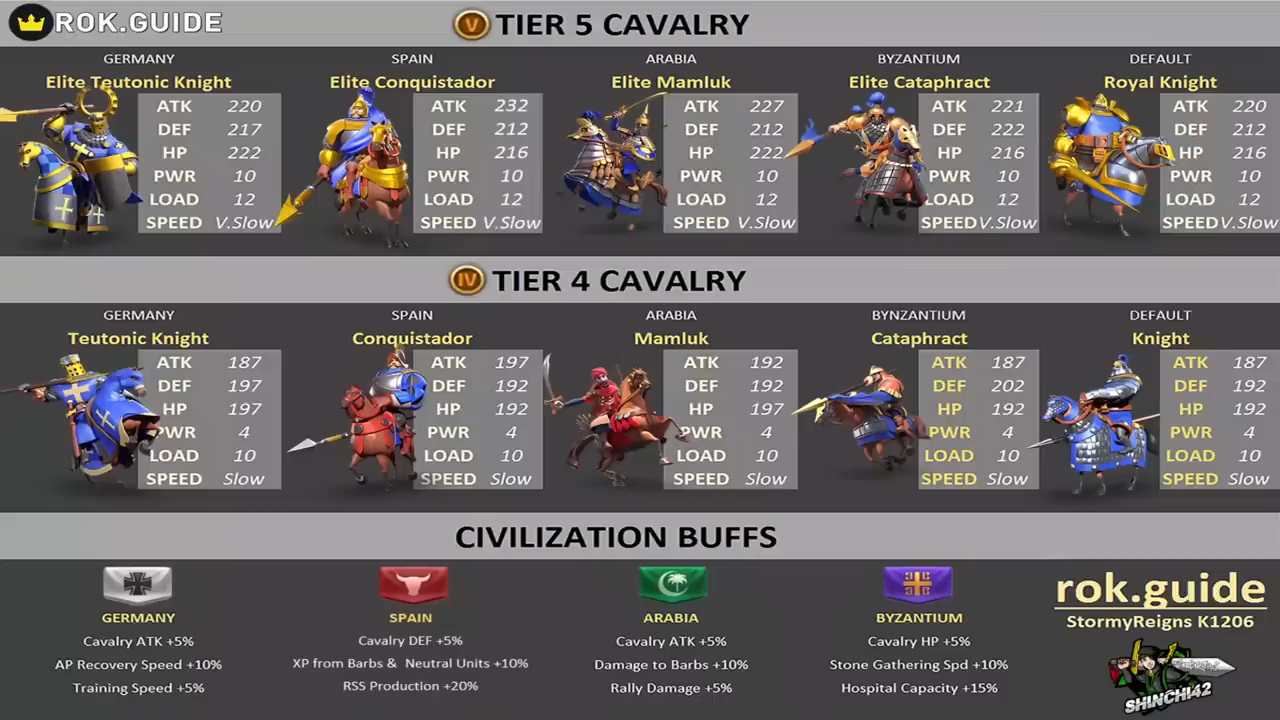 ROK.GUIDE
V TIER 5 CAVALRY
GERMANY
Elite Teutonic Knight
ATK 220
DEF 217
HP 222
PWR 10
LOAD 12
SPEED V.Slow
SPAIN
Elite Conquistador
ATK 232
DEF 212
HP 216
PWR 10
LOAD 12
SPEED V.Slow
ARABIA
Elite Mamluk
ATK 227
DEF 212
HP 222
PWR 10
LOAD 12
SPEED V.Slow
BYZANTIUM
Elite Cataphract
ATK 221
DEF 222
HP 216
PWR 10
LOAD 12
SPEED V.Slow
DEFAULT
Royal Knight
ATK 220
DEF 212
HP 216
PWR 10
LOAD 12
SPEED V.Slow
IV TIER 4 CAVALRY
GERMANY
Teutonic Knight
ATK 187
DEF 197
HP 197
PWR 4
LOAD 10
SPEED Slow
SPAIN
Conquistador
ATK 197
DEF 192
HP 192
PWR 4
LOAD 10
SPEED Slow
ARABIA
Mamluk
ATK 192
DEF 192
HP 197
PWR 4
LOAD 10
SPEED Slow
BYNZANTIUM
Cataphract
ATK 187
DEF 202
HP 192
PWR 4
LOAD 10
SPEED Slow
DEFAULT
Knight
ATK 187
DEF 192
HP 192
PWR 4
LOAD 10
SPEED Slow
CIVILIZATION BUFFS
GERMANY
Cavalry ATK +5%
AP Recovery Speed +10%
Training Speed +5%
SPAIN
Cavalry DEF +5%
XP from Barbs & Neutral Units +10%
RSS Production +20%
ARABIA
Cavalry ATK +5%
Damage to Barbs +10%
Rally Damage +5%
BYZANTIUM
Cavalry HP +5%
Stone Gathering Spd +10%
Hospital Capacity +15%
rok.guide
StormyReigns K1206
SHINCHI42